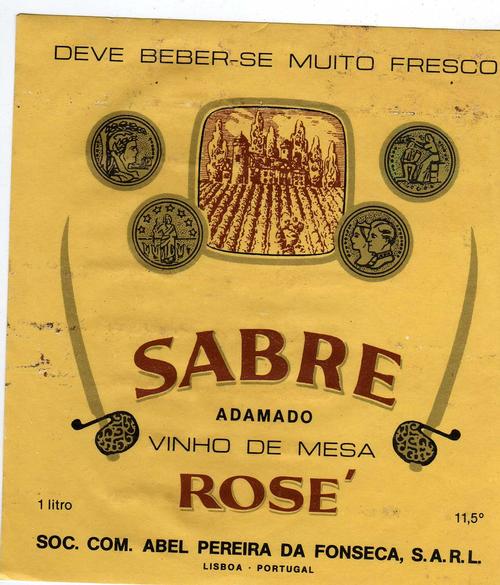 DEVE BEBER-SE MUITO FRESCO
SABRE
ADAMADO
VINHO DE MESA
ROSE´
1 litro
11,5º
SOC. COM. ABEL PEREIRA DA FONSECA, S.A.R.L.
LISBOA · PORTUGAL